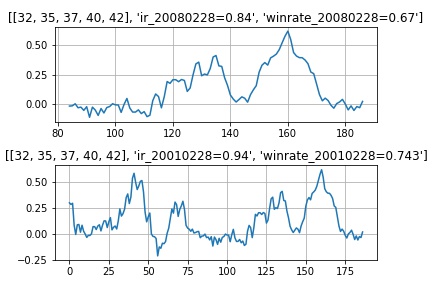 [[32, 35, 37, 40, 42], 'ir_20080228=0.84', 'winrate_20080228=0.67']
0.50
0.25
0.00
80 100 120 140 160 180
[[32, 35, 37, 40, 42], 'ir_20010228=0.94', 'winrate_20010228=0.743']
0.50
0.25
0.00
−0.25
0 25 50 75 100 125 150 175